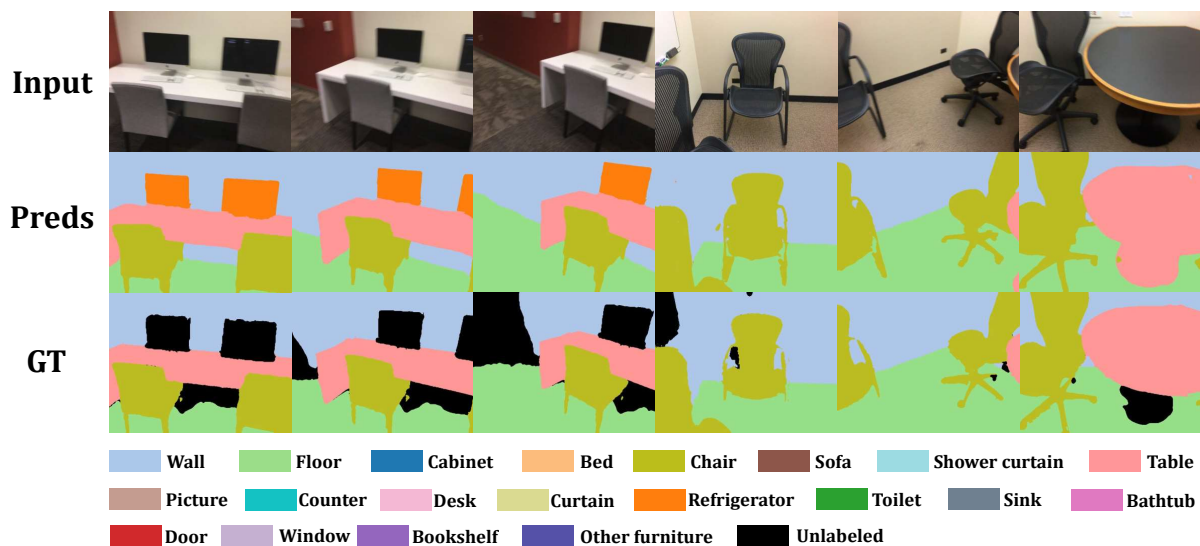 Input
Preds
GT
Wall Floor Cabinet Bed Chair Sofa Shower curtain Table
Picture Counter Desk Curtain Refrigerator Toilet Sink Bathtub
Door Window Bookshelf Other furniture Unlabeled